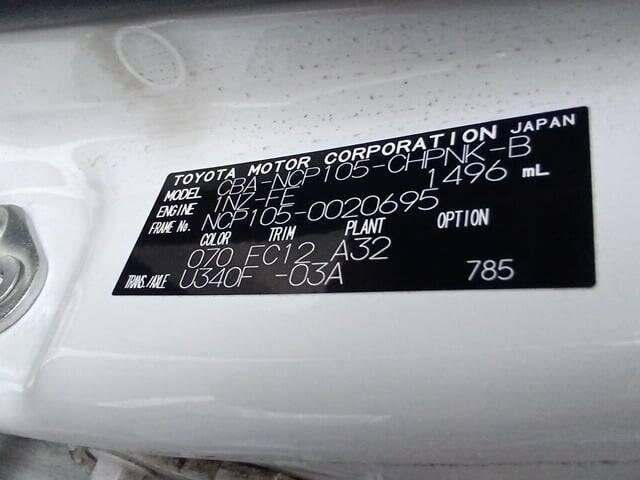 TOYOTA MOTOR CORPORATION JAPAN
MODEL CBA-NCP105-CHPNK-B
ENGINE 1NZ-FE 1496 mL
FRAME No. NCP105-0020695
COLOR TRIM PLANT OPTION
070 FC12 A32
TRANS./AXLE U340F -03A 785